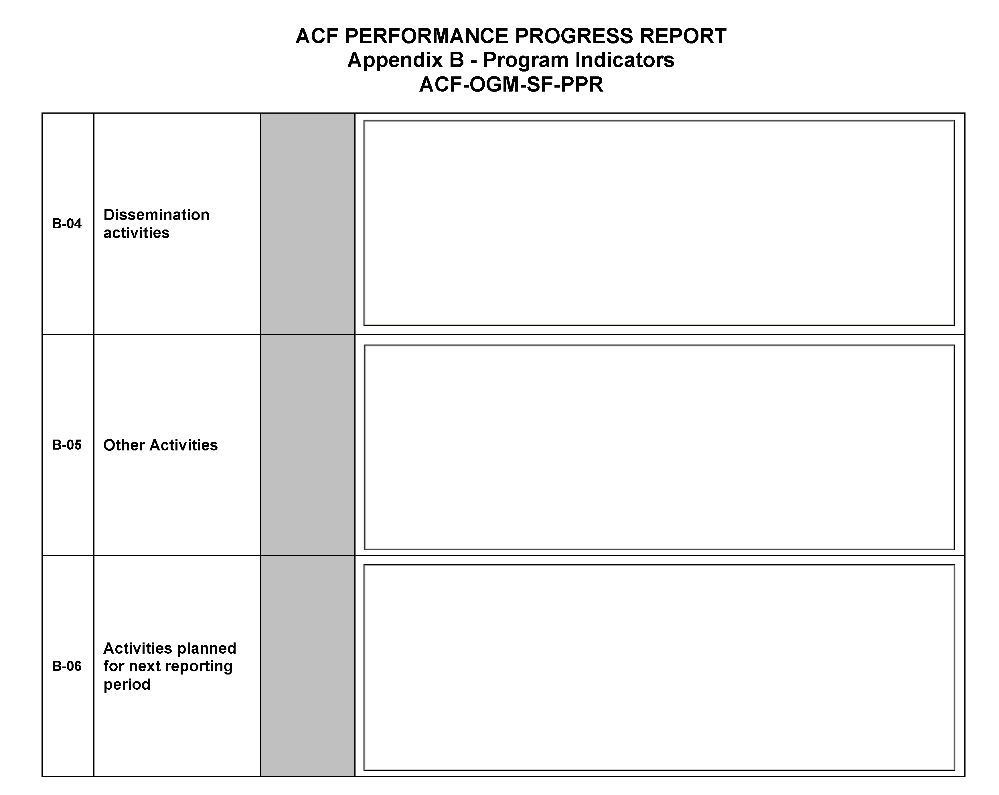 ACF PERFORMANCE PROGRESS REPORT
Appendix B - Program Indicators
ACF-OGM-SF-PPR
B-04
Dissemination
activities
B-05
Other Activities
B-06
Activities planned
for next reporting
period